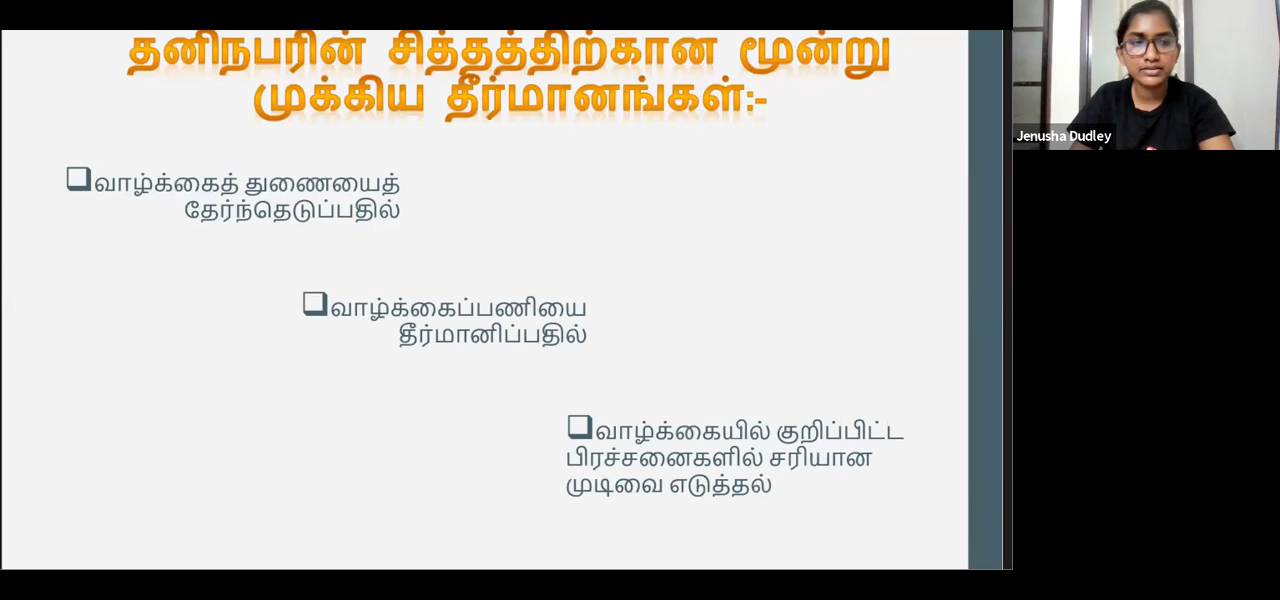 தனிநபரின் சித்தத்திற்கான மூன்று
முக்கிய தீர்மானங்கள்:-
வாழ்க்கைத் துணையைத்
தேர்ந்தெடுப்பதில்
வாழ்க்கைப்பணியை
தீர்மானிப்பதில்
வாழ்க்கையில் குறிப்பிட்ட
பிரச்சனைகளில் சரியான
முடிவை எடுத்தல்
Jenusha Dudley